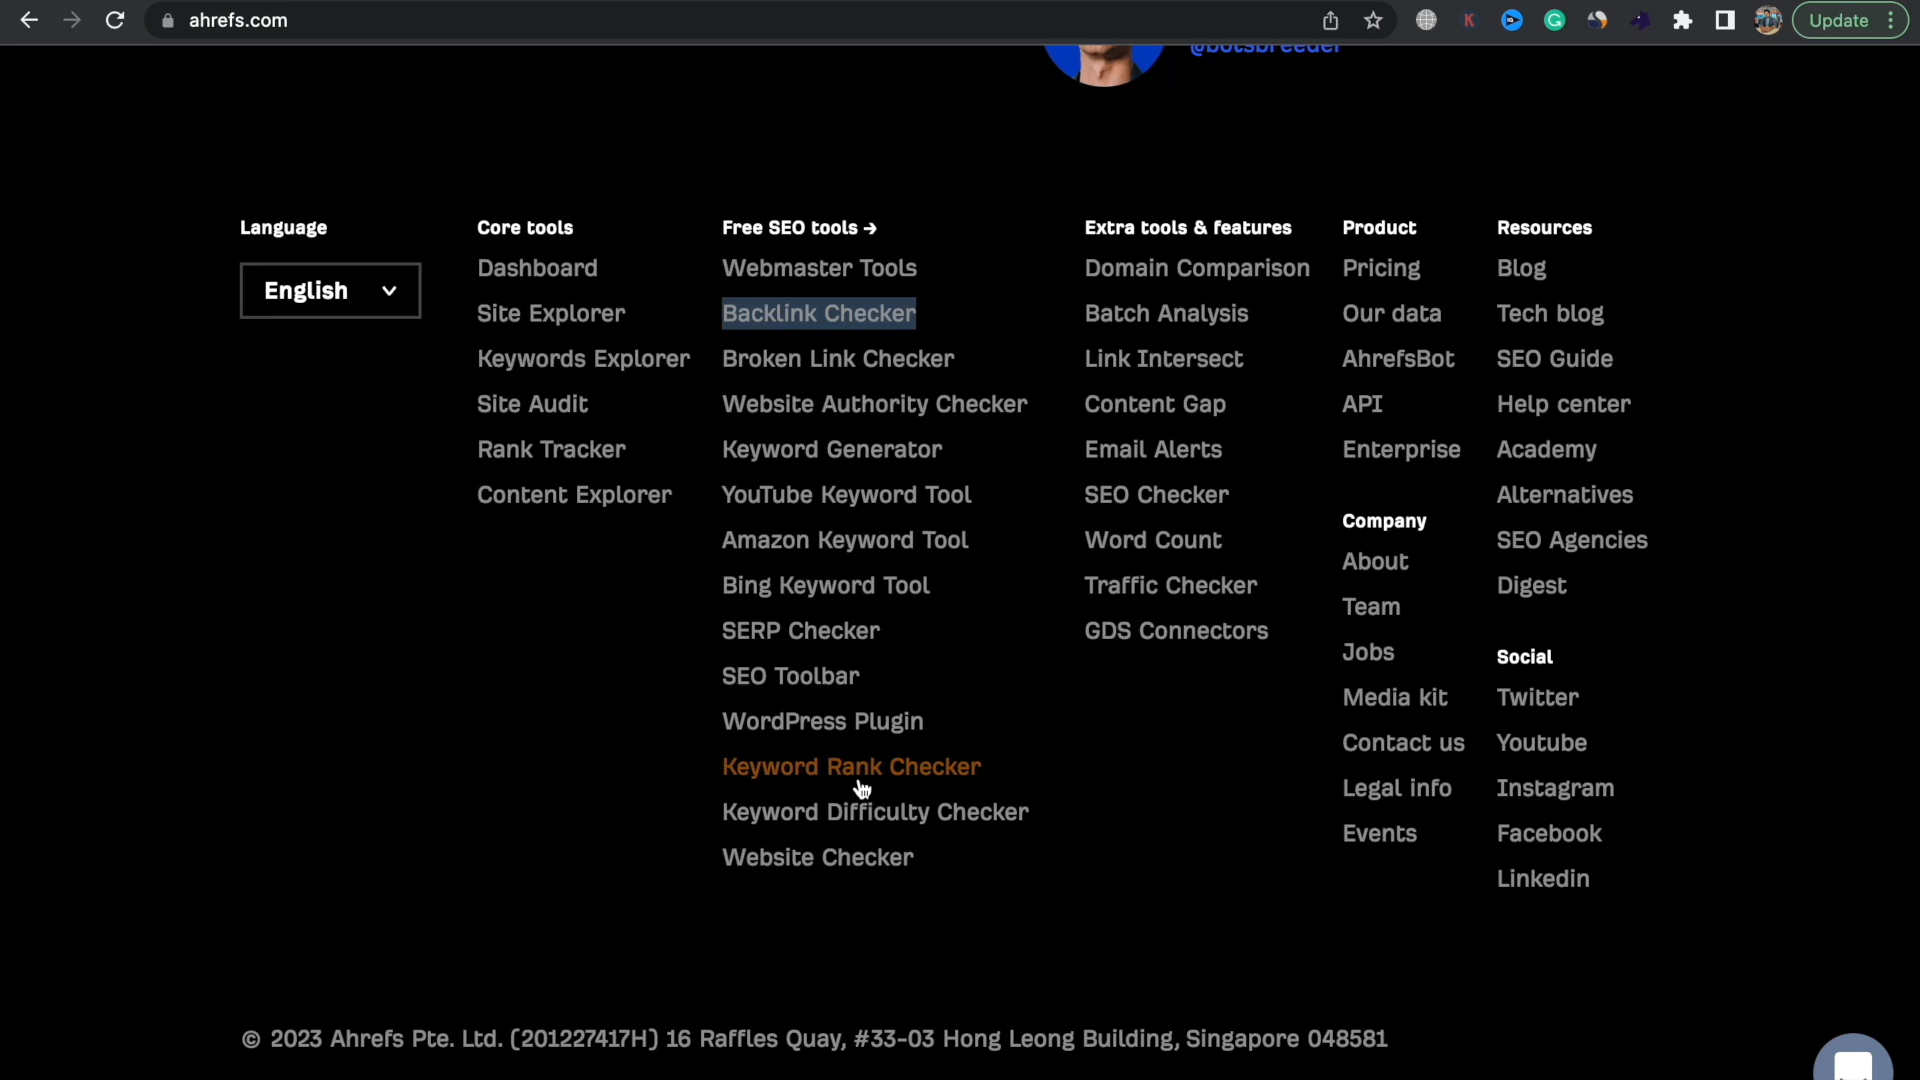 ahrefs.com
Update
@botsbreeder
Language
English
Core tools
Dashboard
Site Explorer
Keywords Explorer
Site Audit
Rank Tracker
Content Explorer
Free SEO tools →
Webmaster Tools
Backlink Checker
Broken Link Checker
Website Authority Checker
Keyword Generator
YouTube Keyword Tool
Amazon Keyword Tool
Bing Keyword Tool
SERP Checker
SEO Toolbar
WordPress Plugin
Keyword Rank Checker
Keyword Difficulty Checker
Website Checker
Extra tools & features
Domain Comparison
Batch Analysis
Link Intersect
Content Gap
Email Alerts
SEO Checker
Word Count
Traffic Checker
GDS Connectors
Product
Pricing
Our data
AhrefsBot
API
Enterprise
Company
About
Team
Jobs
Media kit
Contact us
Legal info
Events
Resources
Blog
Tech blog
SEO Guide
Help center
Academy
Alternatives
SEO Agencies
Digest
Social
Twitter
Youtube
Instagram
Facebook
Linkedin
© 2023 Ahrefs Pte. Ltd. (201227417H) 16 Raffles Quay, #33-03 Hong Leong Building, Singapore 048581